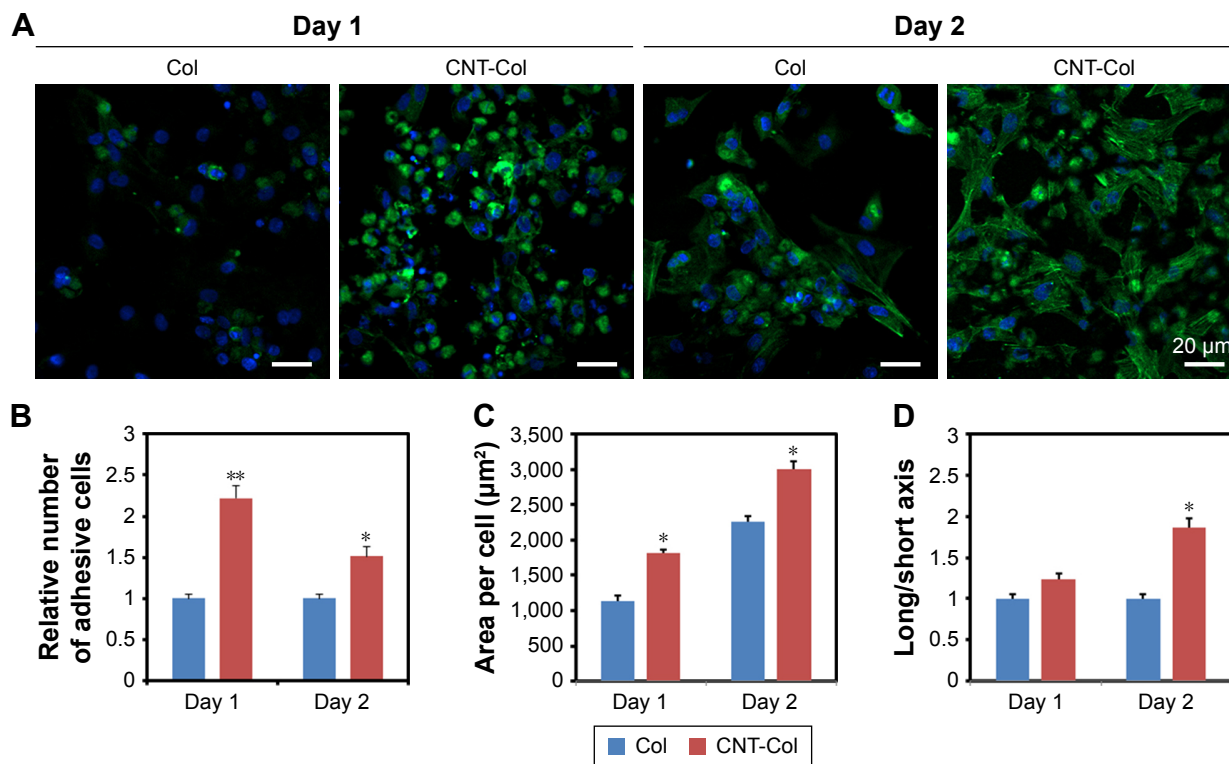 A
Day 1
Day 2
Col
CNT-Col
Col
CNT-Col
20 µm
B
Relative number
of adhesive cells
3
2.5
2
1.5
1
0.5
0
**
*
Day 1
Day 2
C
Area per cell (µm²)
3,500
3,000
2,500
2,000
1,500
1,000
500
0
*
*
Day 1
Day 2
D
Long/short axis
3
2.5
2
1.5
1
0.5
0
*
Day 1
Day 2
Col
CNT-Col